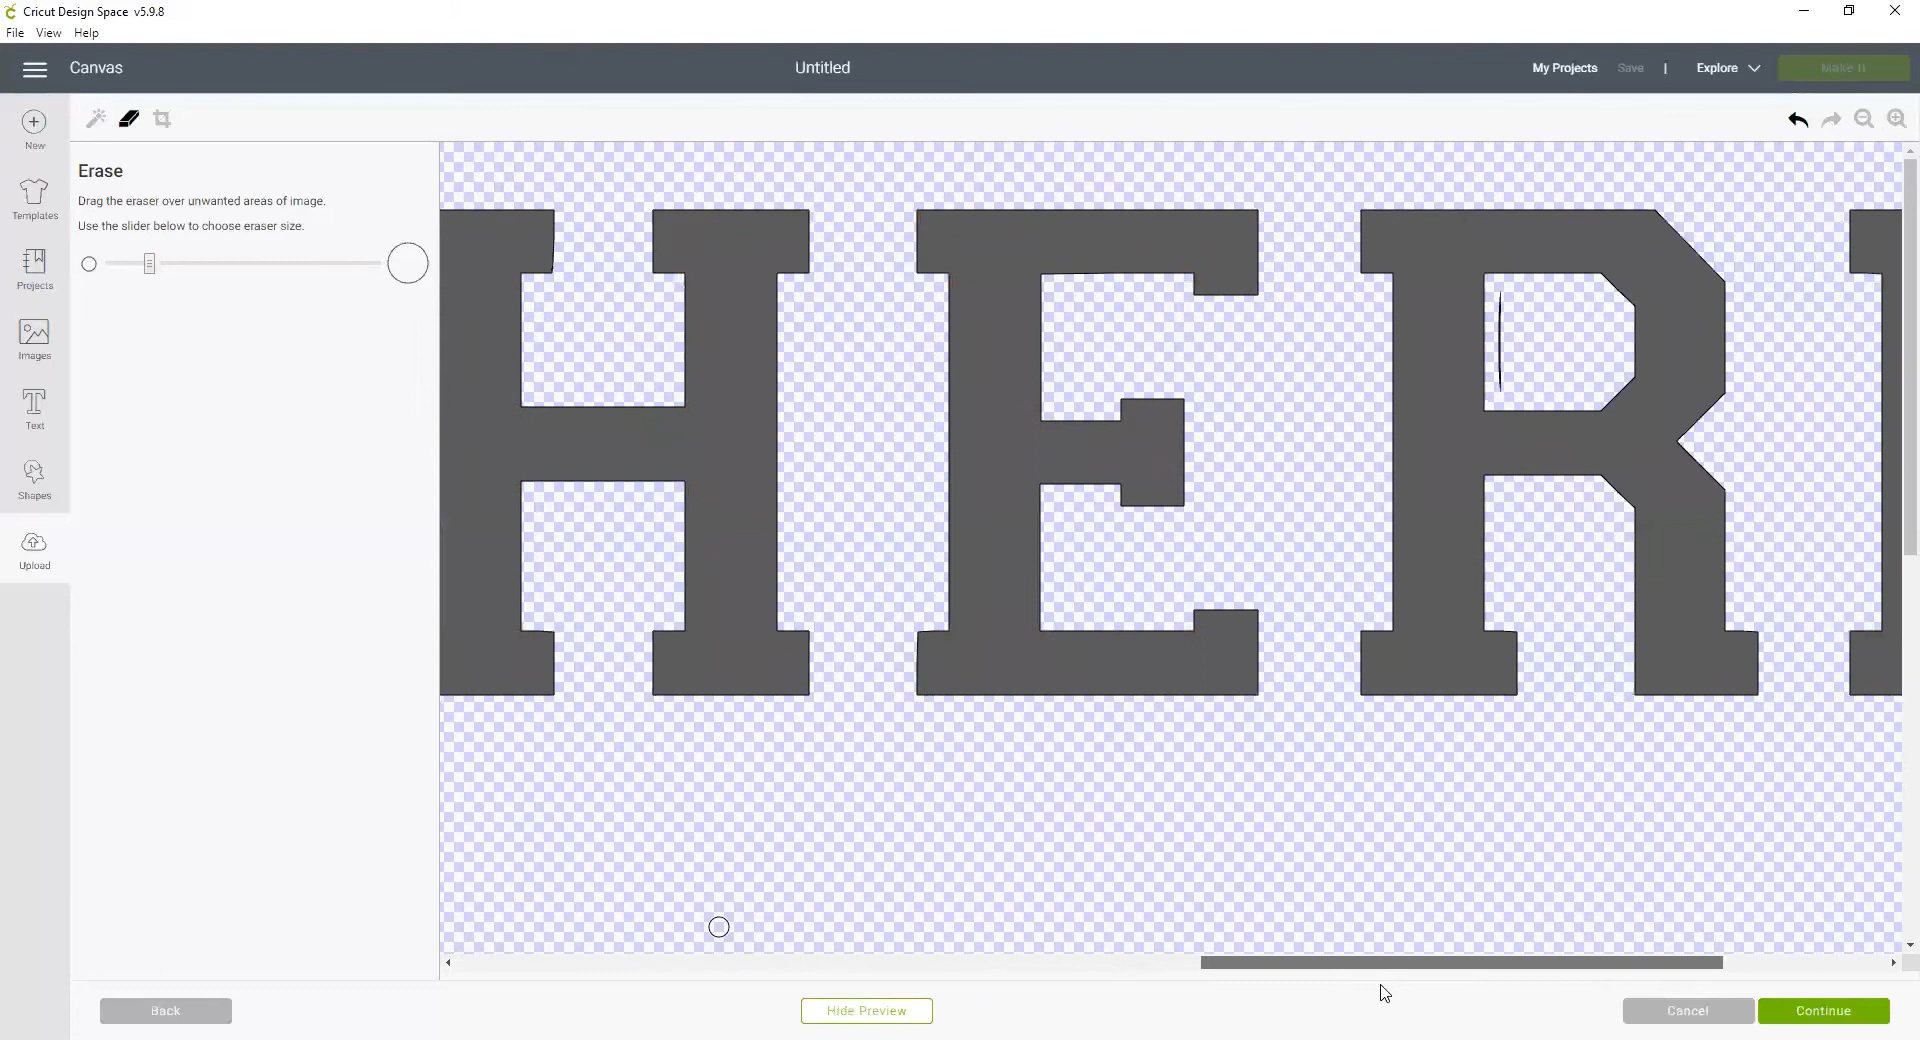 Cricut Design Space v5.9.8
File View Help
Canvas Untitled My Projects Save | Explore Make It
New
Templates
Projects
Images
Text
Shapes
Upload
Erase
Drag the eraser over unwanted areas of image.
Use the slider below to choose eraser size.
HER
Back Hide Preview Cancel Continue